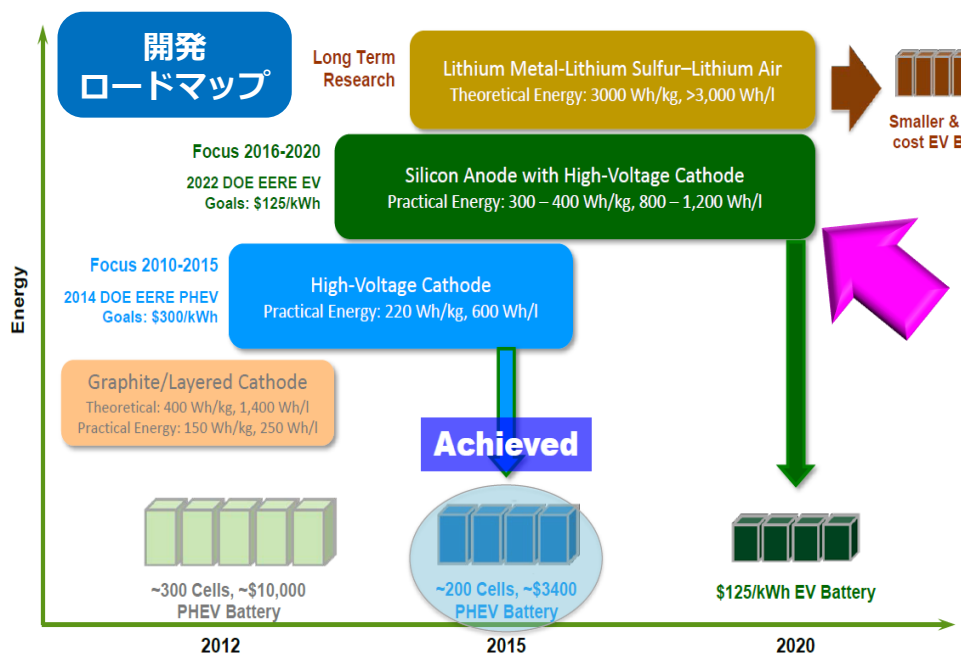 開発
ロードマップ
Long Term
Research
Lithium Metal-Lithium Sulfur–Lithium Air
Theoretical Energy: 3000 Wh/kg, >3,000 Wh/l
Smaller &
cost EV B
Focus 2016-2020
2022 DOE EERE EV
Goals: $125/kWh
Silicon Anode with High-Voltage Cathode
Practical Energy: 300 – 400 Wh/kg, 800 – 1,200 Wh/l
Focus 2010-2015
2014 DOE EERE PHEV
Goals: $300/kWh
High-Voltage Cathode
Practical Energy: 220 Wh/kg, 600 Wh/l
Energy
Graphite/Layered Cathode
Theoretical: 400 Wh/kg, 1,400 Wh/l
Practical Energy: 150 Wh/kg, 250 Wh/l
Achieved
~300 Cells, ~$10,000
PHEV Battery
~200 Cells, ~$3400
PHEV Battery
$125/kWh EV Battery
2012
2015
2020